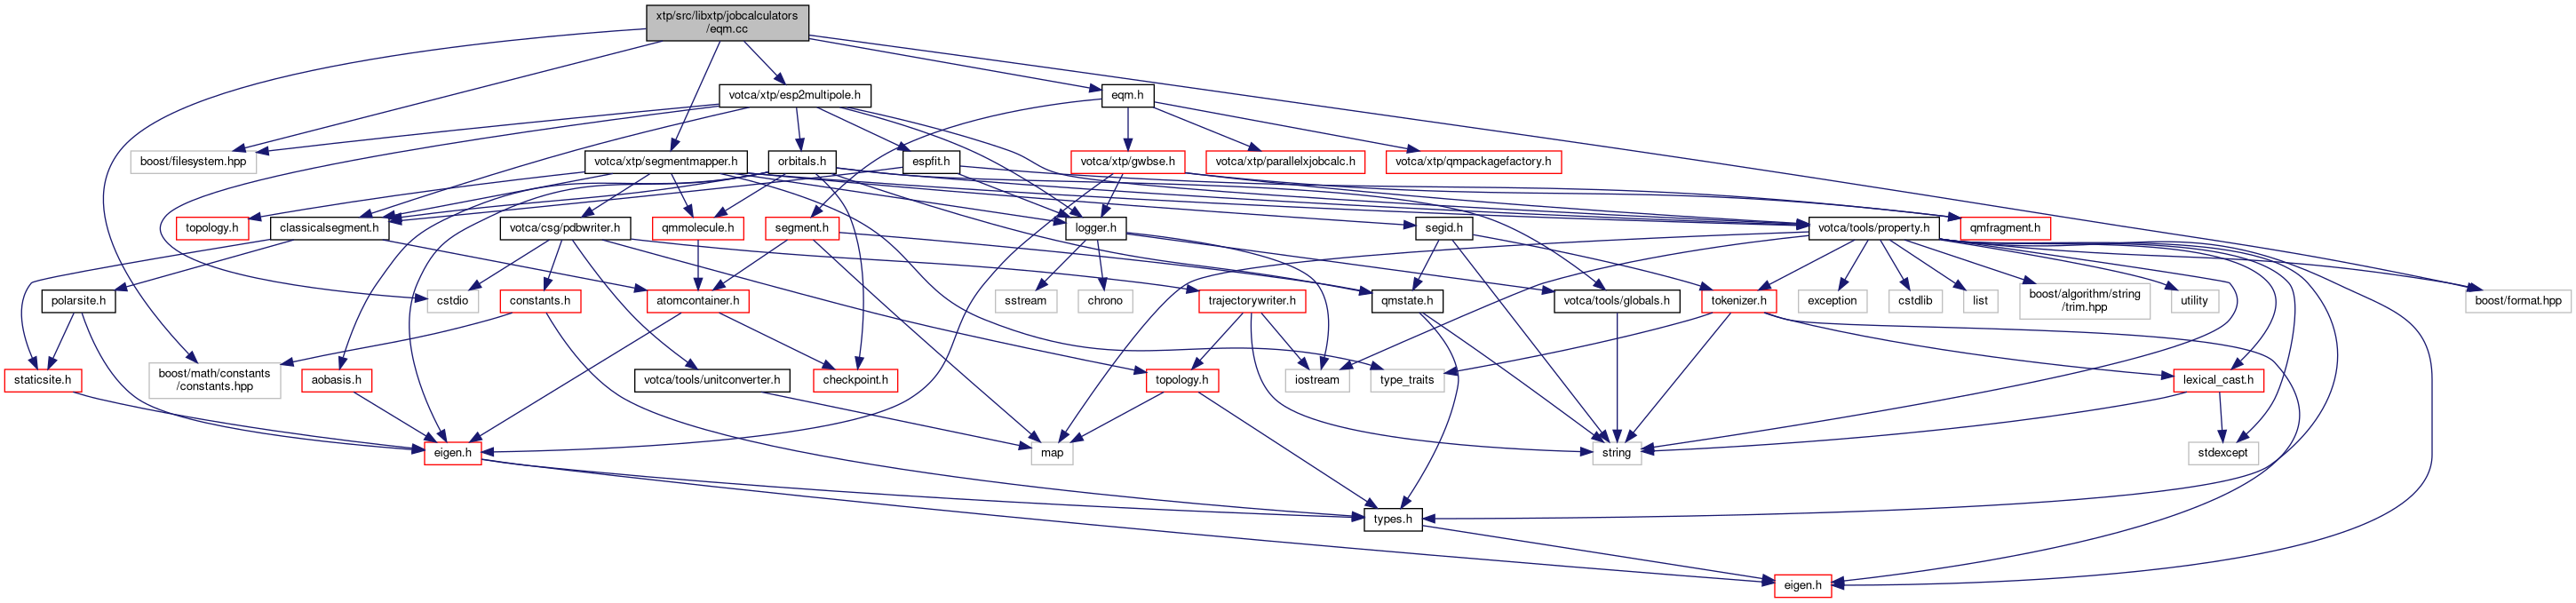 xtp/src/libxtp/jobcalculators
/eqm.cc
votca/xtp/esp2multipole.h
eqm.h
boost/filesystem.hpp
votca/xtp/segmentmapper.h
orbitals.h
espfit.h
votca/xtp/gwbse.h
votca/xtp/parallelxjobcalc.h
votca/xtp/qmpackagefactory.h
topology.h
classicalsegment.h
votca/csg/pdbwriter.h
qmmolecule.h
segment.h
logger.h
segid.h
votca/tools/property.h
qmfragment.h
polarsite.h
cstdio
constants.h
atomcontainer.h
sstream
chrono
trajectorywriter.h
qmstate.h
votca/tools/globals.h
tokenizer.h
exception
cstdlib
list
boost/algorithm/string
/trim.hpp
utility
boost/format.hpp
staticsite.h
boost/math/constants
/constants.hpp
aobasis.h
votca/tools/unitconverter.h
checkpoint.h
topology.h
iostream
type_traits
lexical_cast.h
eigen.h
map
string
stdexcept
types.h
eigen.h